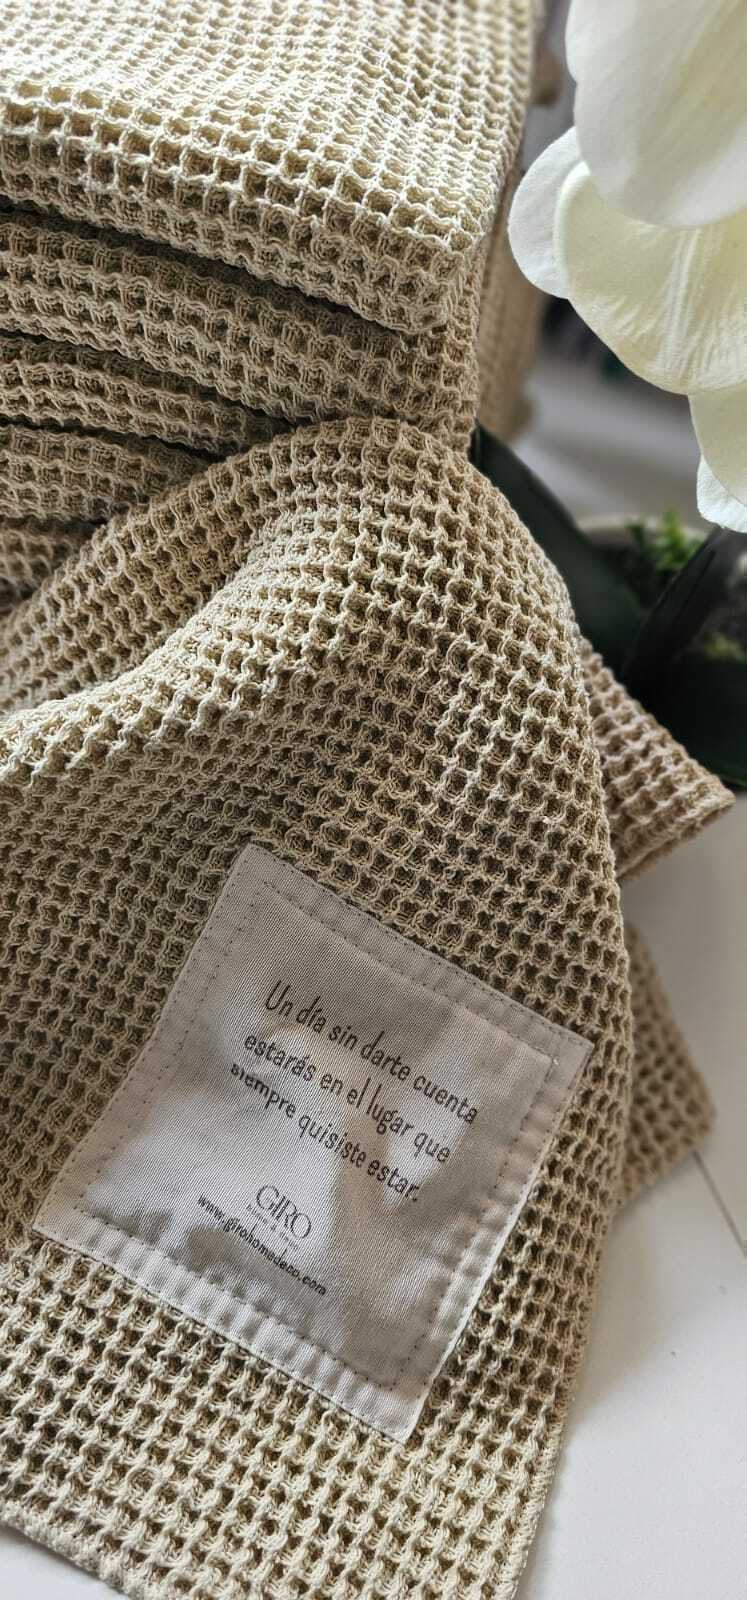 Un día sin darte cuenta
estarás en el lugar que
siempre quisiste estar.
GIRO
www.girohomedeco.com